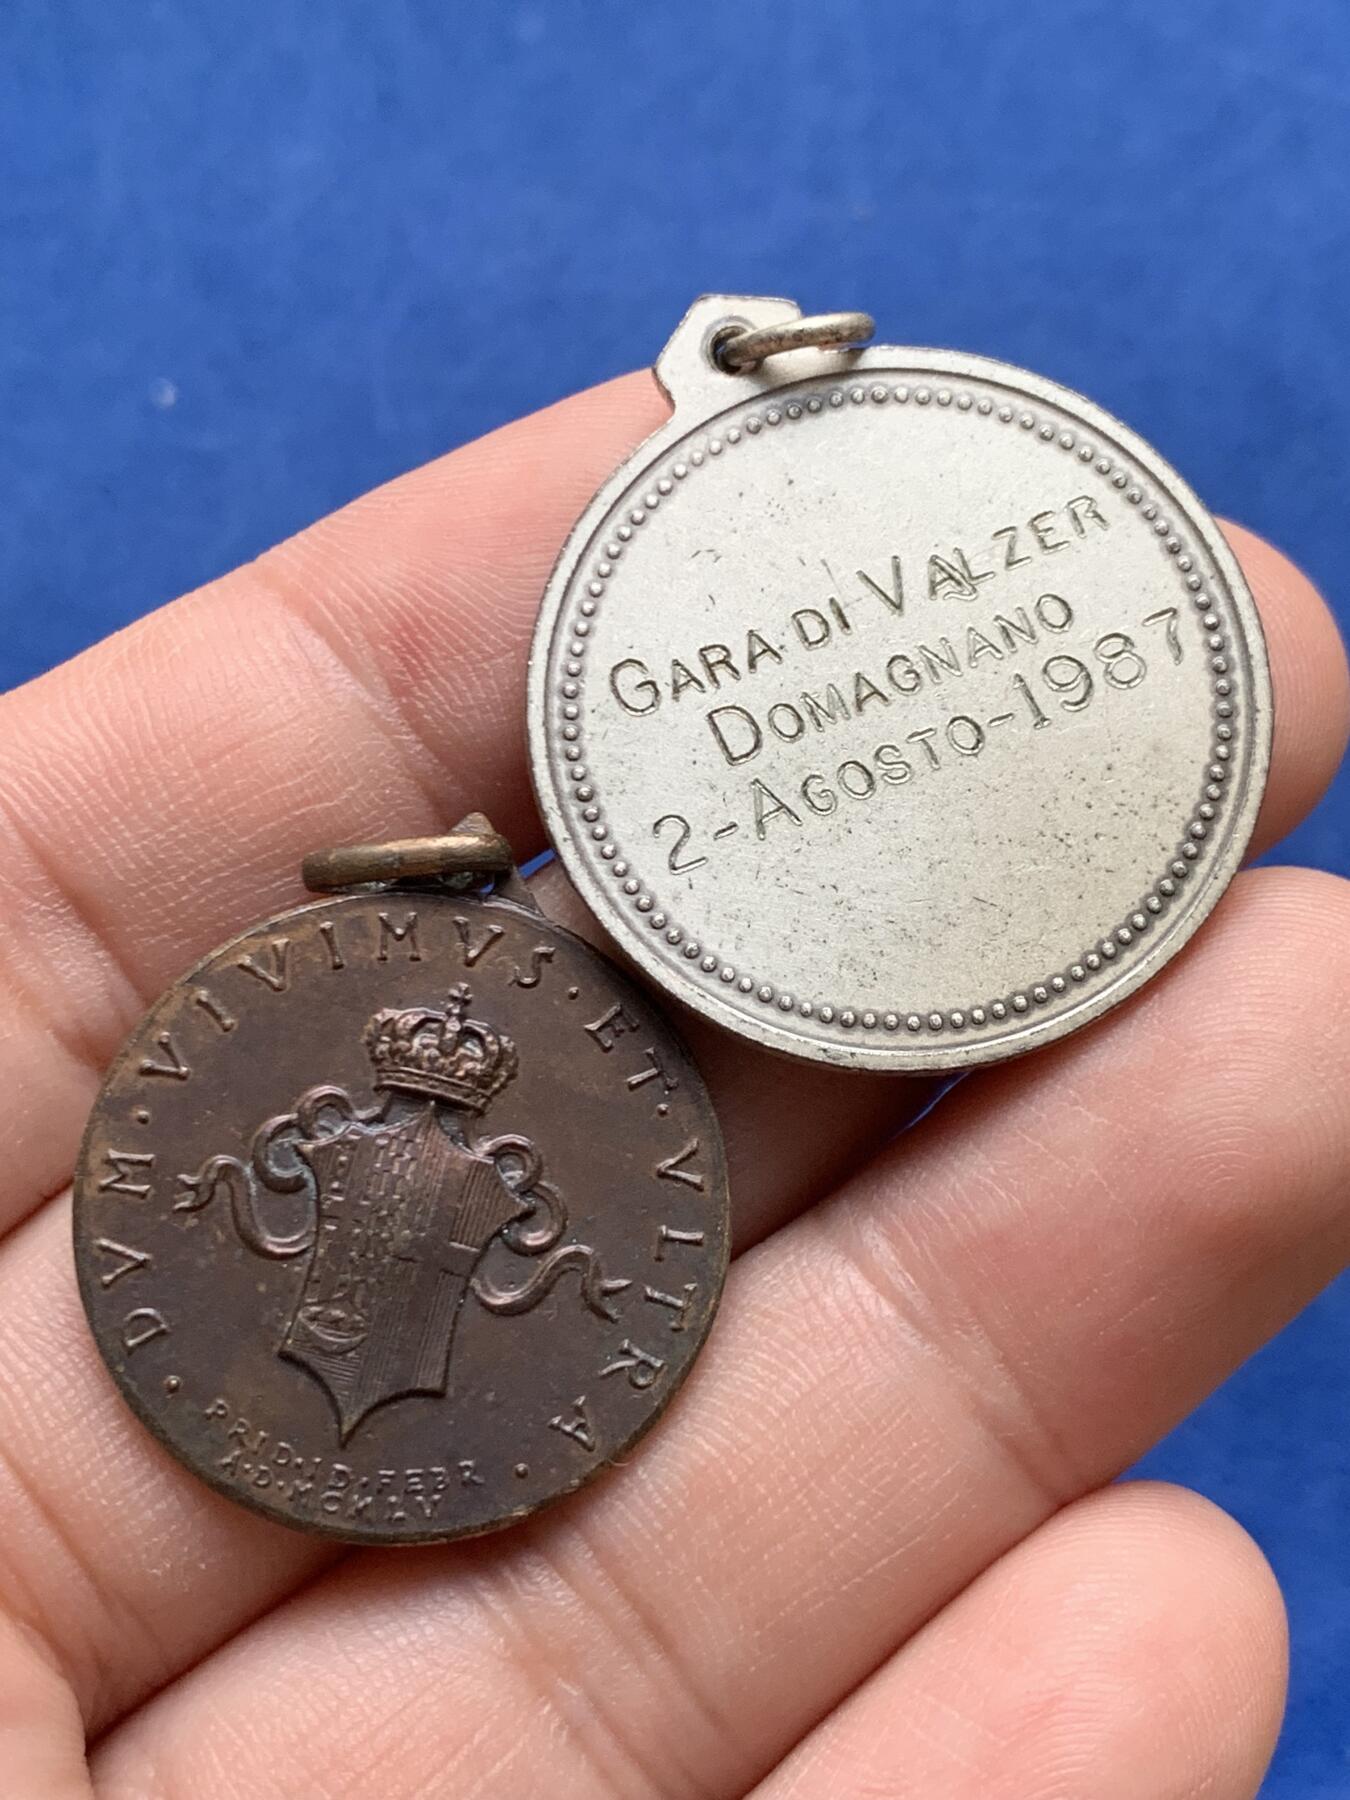 GARA DI VALZER
DOMAGNANO
2-AGOSTO-1987
· DVM · VIVIMVS · ET · VLTRA ·
PRID·ID·FEBR
A·D·MCMLV